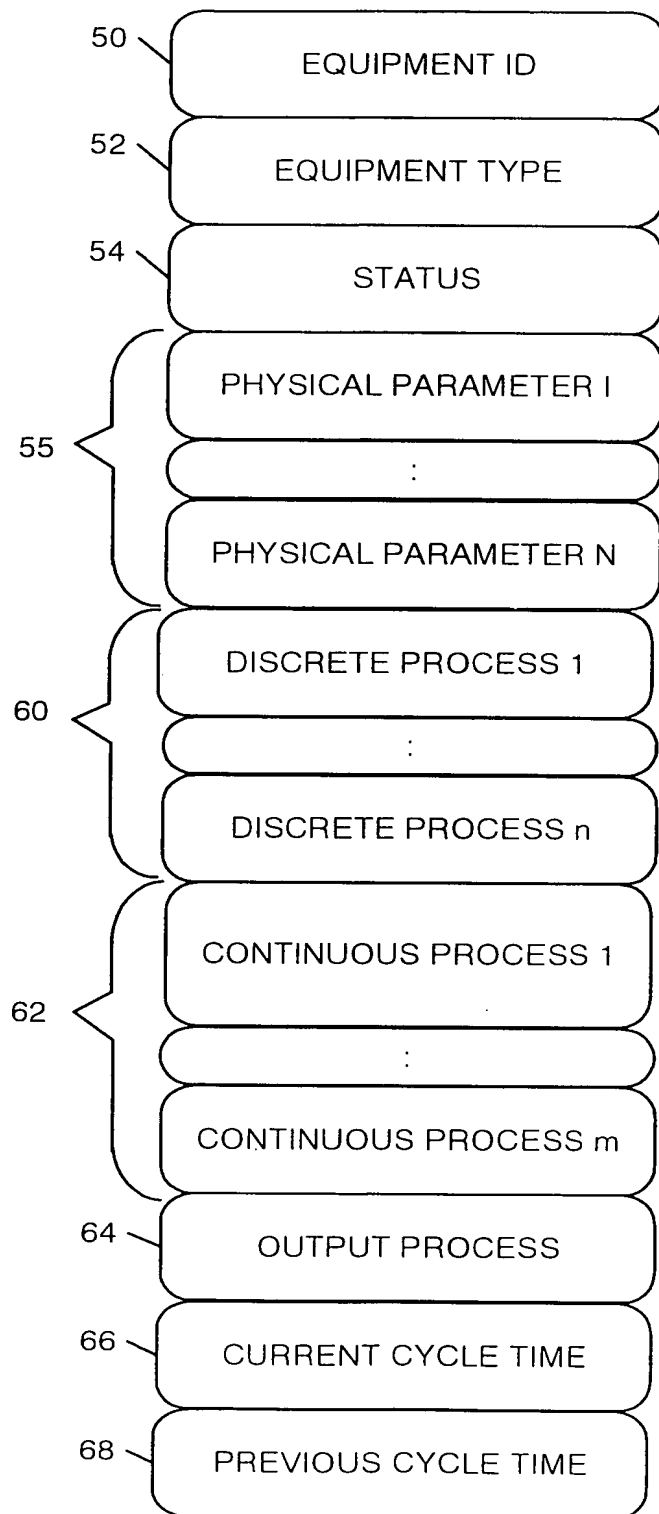 50 EQUIPMENT ID
52 EQUIPMENT TYPE
54 STATUS
PHYSICAL PARAMETER I
55 :
PHYSICAL PARAMETER N
DISCRETE PROCESS 1
60 :
DISCRETE PROCESS n
CONTINUOUS PROCESS 1
62 :
CONTINUOUS PROCESS m
64 OUTPUT PROCESS
66 CURRENT CYCLE TIME
68 PREVIOUS CYCLE TIME